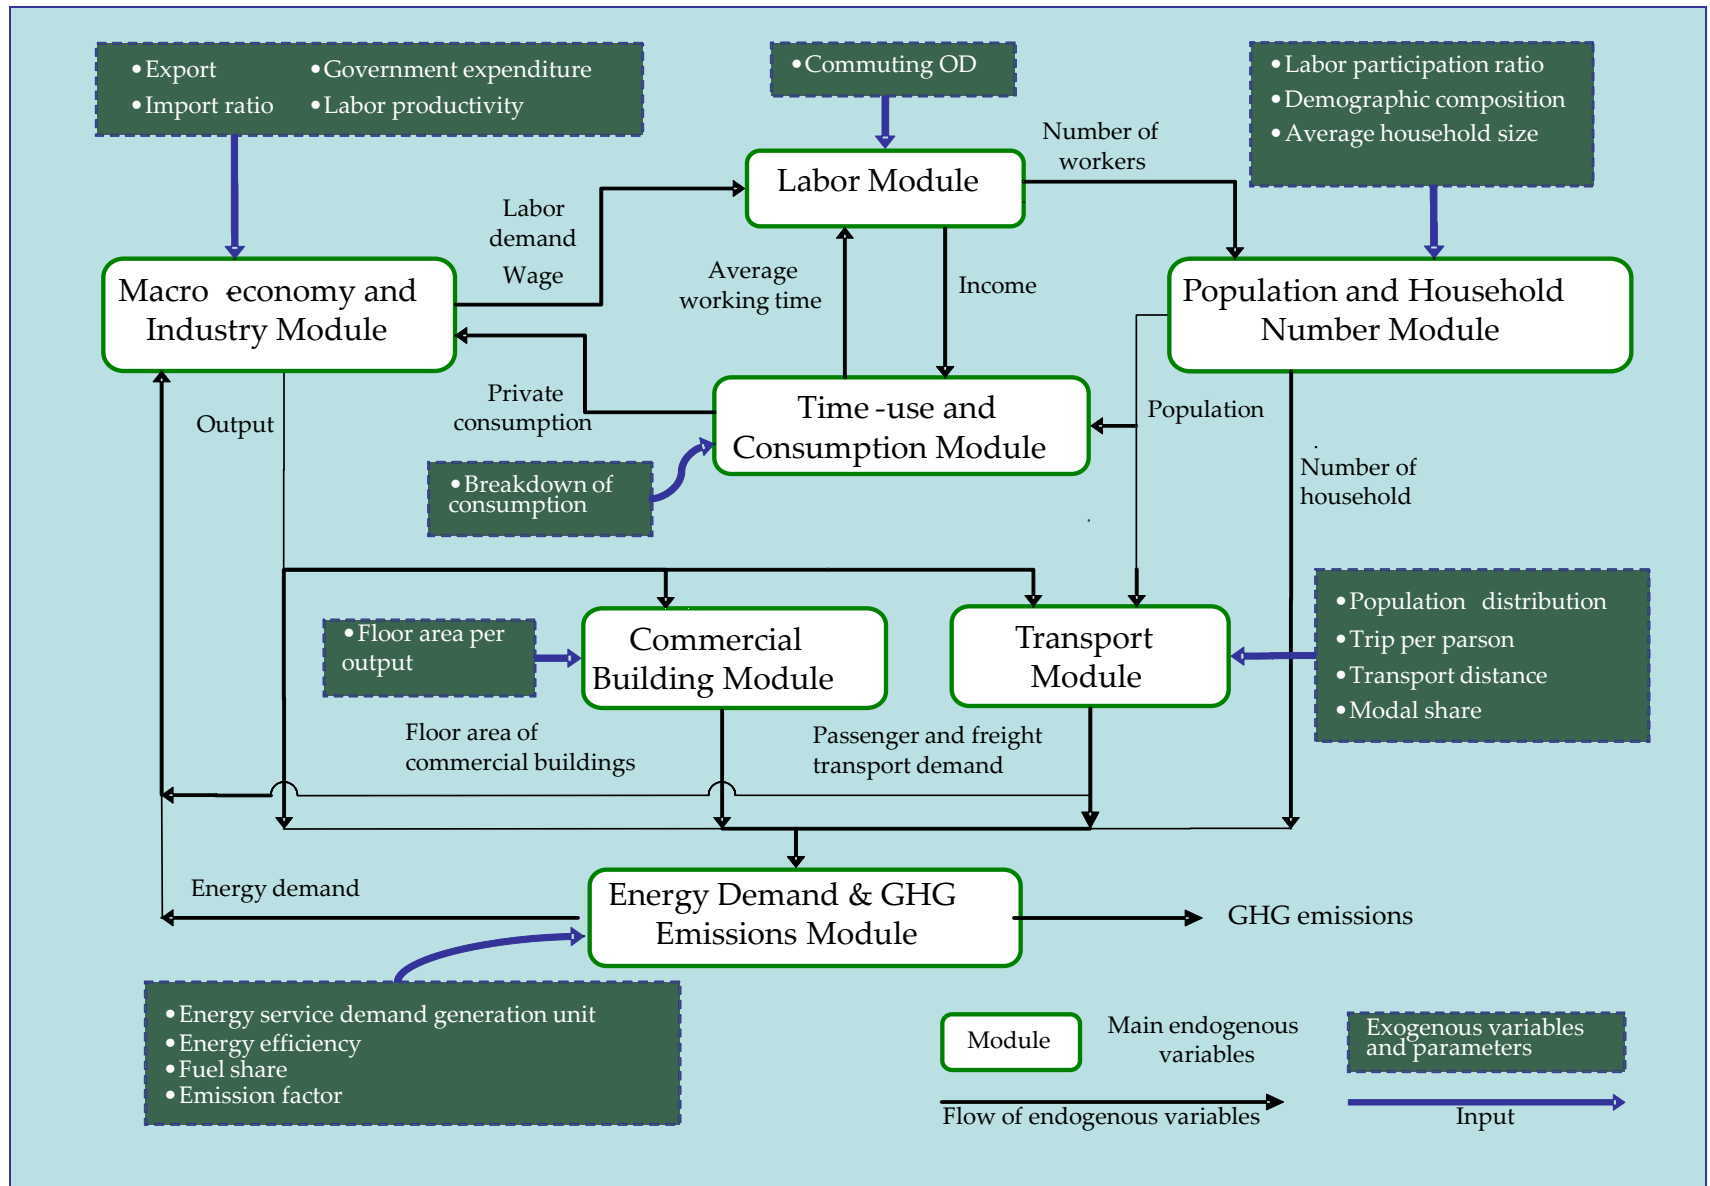 •Export •Government expenditure
•Import ratio •Labor productivity
•Commuting OD
•Labor participation ratio
•Demographic composition
•Average household size
Number of
workers
Labor Module
Labor
demand
Wage
Average
working time
Income
Macro economy and
Industry Module
Population and Household
Number Module
Output
Private
consumption
Time -use and
Consumption Module
Population
•Breakdown of
consumption
Number of
household
•Floor area per
output
Commercial
Building Module
Transport
Module
•Population distribution
•Trip per parson
•Transport distance
•Modal share
Floor area of
commercial buildings
Passenger and freight
transport demand
Energy demand
Energy Demand & GHG
Emissions Module
GHG emissions
•Energy service demand generation unit
•Energy efficiency
•Fuel share
•Emission factor
Module
Main endogenous
variables
Exogenous variables
and parameters
Flow of endogenous variables
Input